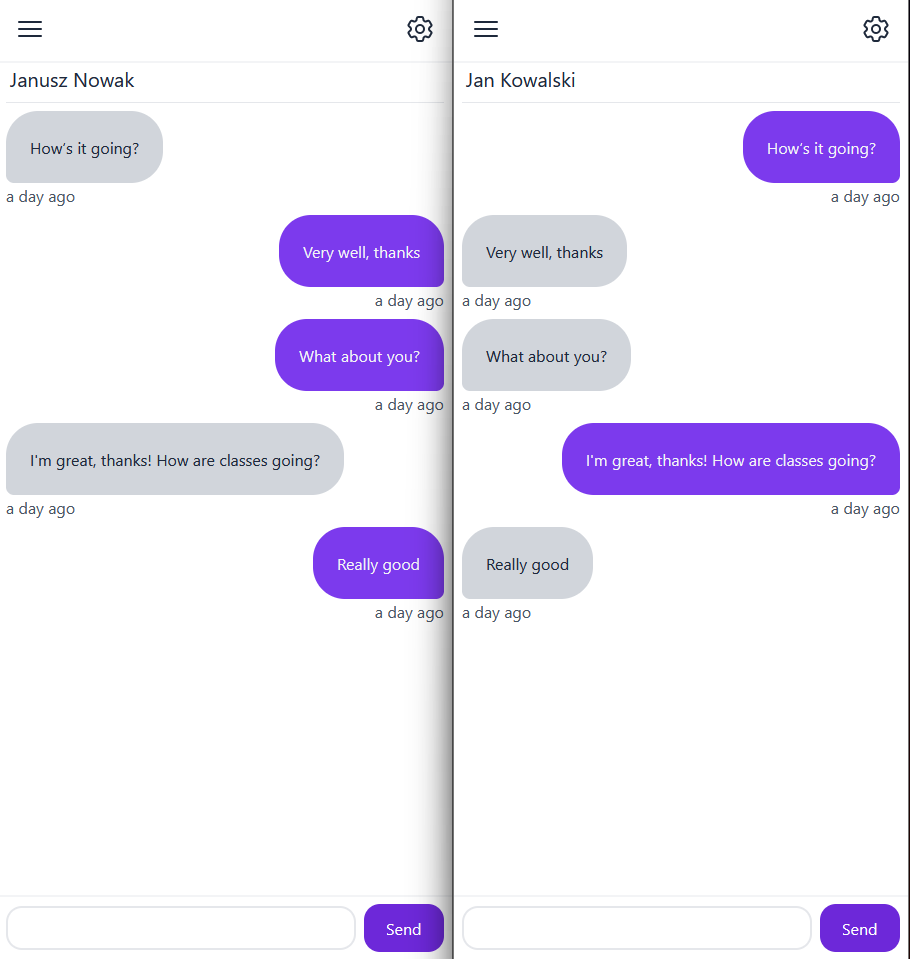 Janusz Nowak
How's it going?
a day ago
Very well, thanks
a day ago
What about you?
a day ago
I'm great, thanks! How are classes going?
a day ago
Really good
a day ago
Send
Jan Kowalski
How's it going?
a day ago
Very well, thanks
a day ago
What about you?
a day ago
I'm great, thanks! How are classes going?
a day ago
Really good
a day ago
Send